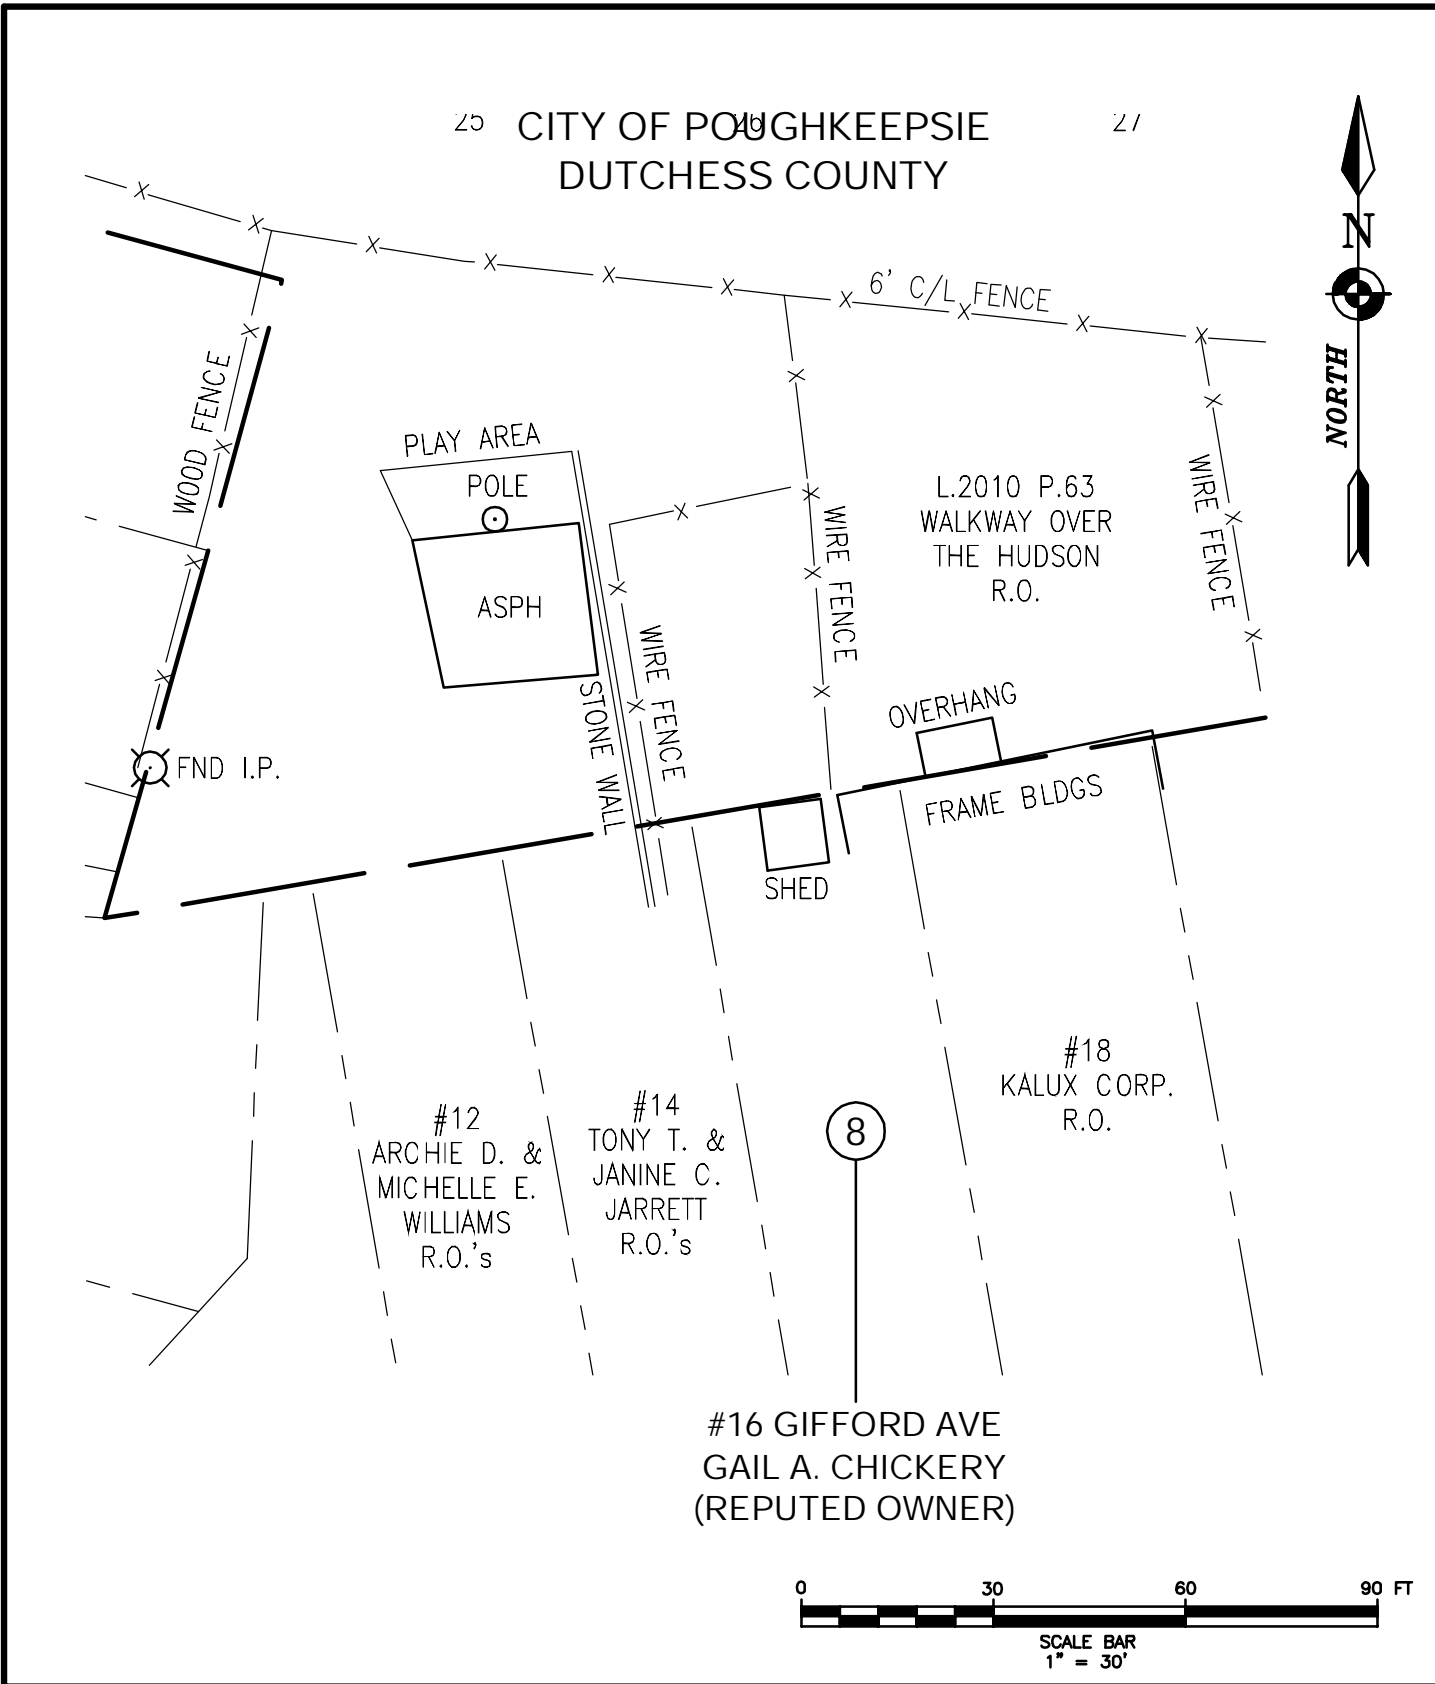 25
26
27
CITY OF POUGHKEEPSIE
DUTCHESS COUNTY
N
NORTH
6' C/L FENCE
WOOD FENCE
PLAY AREA
POLE
ASPH
WIRE FENCE
L.2010 P.63
WALKWAY OVER
THE HUDSON
R.O.
WIRE FENCE
WIRE FENCE
STONE WALL
OVERHANG
FND I.P.
FRAME BLDGS
SHED
#12
ARCHIE D. &
MICHELLE E.
WILLIAMS
R.O.'s
#14
TONY T. &
JANINE C.
JARRETT
R.O.'s
8
#18
KALUX CORP.
R.O.
#16 GIFFORD AVE
GAIL A. CHICKERY
(REPUTED OWNER)
0 30 60 90 FT
SCALE BAR
1" = 30'